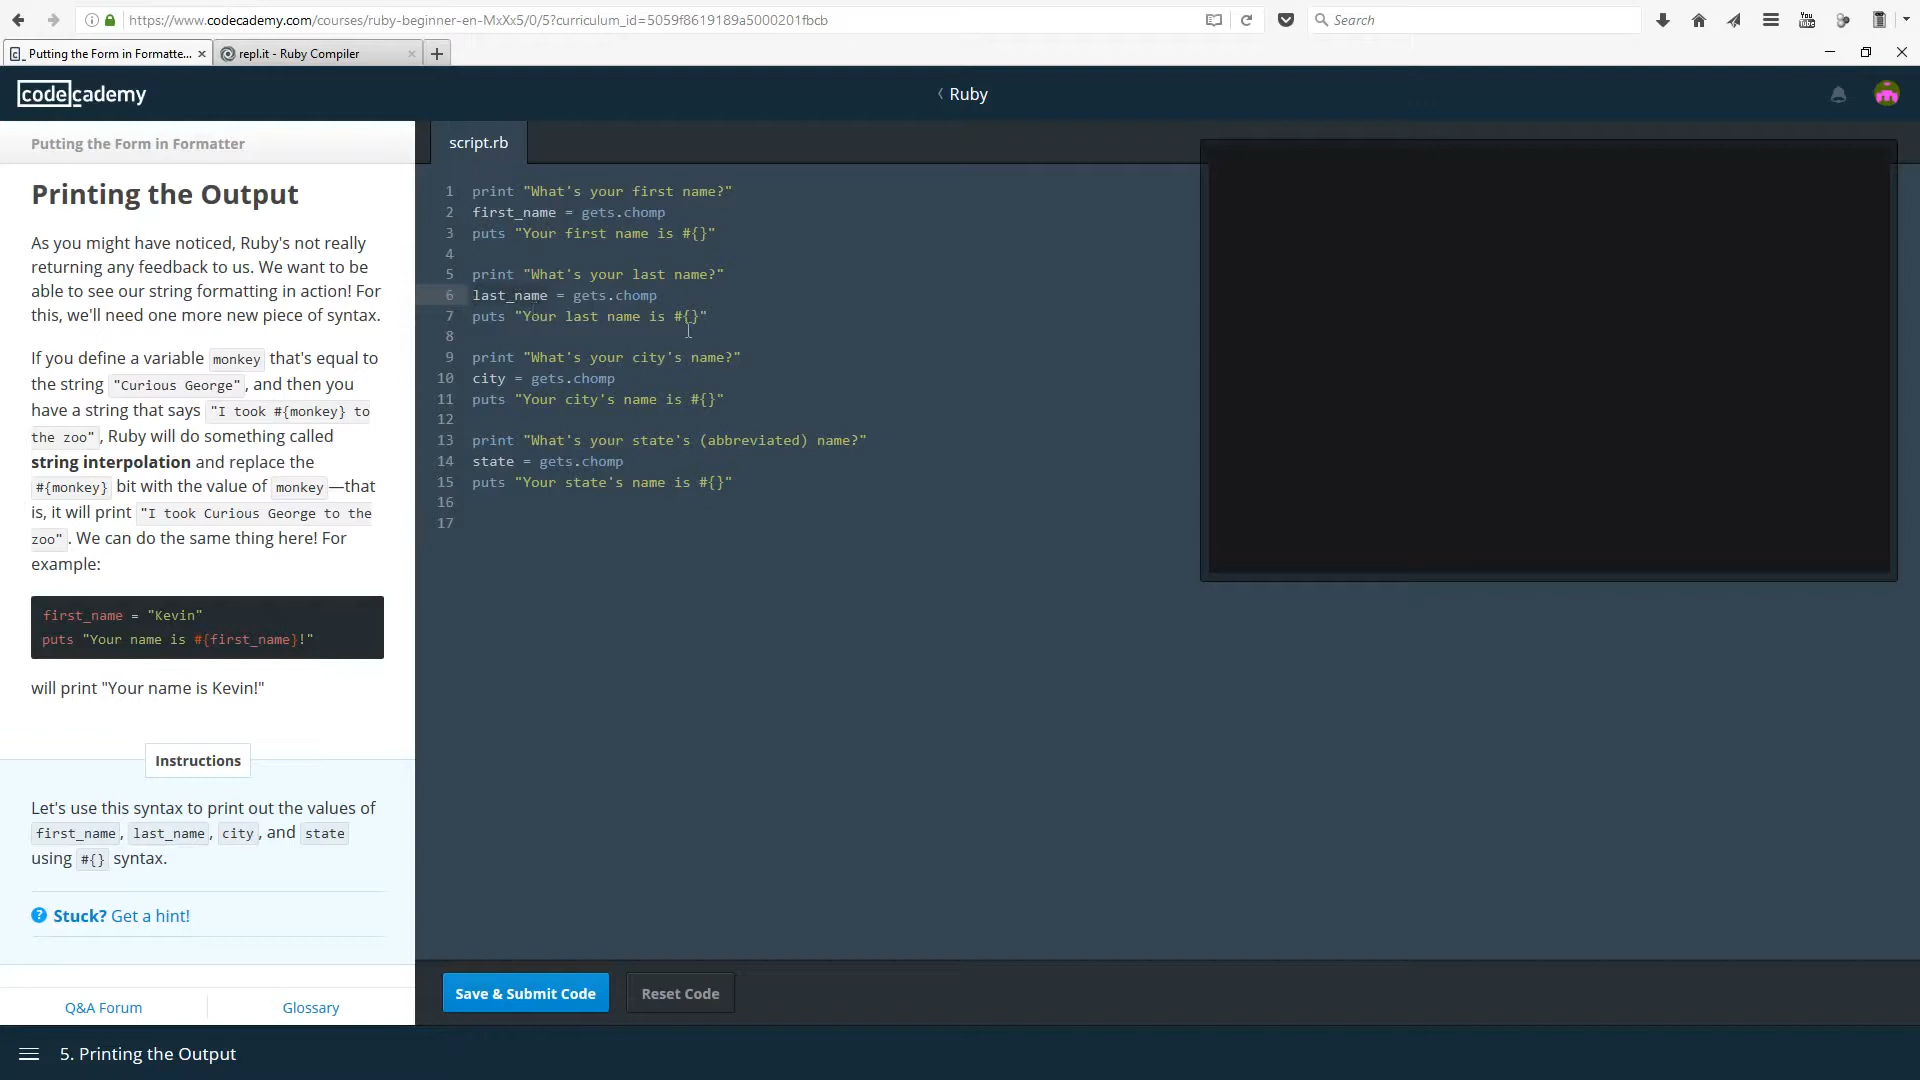 https://www.codecademy.com/courses/ruby-beginner-en-MxXx5/0/5?curriculum_id=5059f8619189a5000201fbcb
Search
Putting the Form in Formatte...
repl.it - Ruby Compiler
codecademy
Ruby
Putting the Form in Formatter
Printing the Output
As you might have noticed, Ruby's not really
returning any feedback to us. We want to be
able to see our string formatting in action! For
this, we'll need one more new piece of syntax.
If you define a variable monkey that's equal to
the string "Curious George", and then you
have a string that says "I took #{monkey} to
the zoo", Ruby will do something called
string interpolation and replace the
#{monkey} bit with the value of monkey—that
is, it will print "I took Curious George to the
zoo". We can do the same thing here! For
example:
first_name = "Kevin"
puts "Your name is #{first_name}!"
will print "Your name is Kevin!"
Instructions
Let's use this syntax to print out the values of
first_name, last_name, city, and state
using #{} syntax.
? Stuck? Get a hint!
Q&A Forum
Glossary
script.rb
1 print "What's your first name?"
2 first_name = gets.chomp
3 puts "Your first name is #{}"
4
5 print "What's your last name?"
6 last_name = gets.chomp
7 puts "Your last name is #{}"
8
9 print "What's your city's name?"
10 city = gets.chomp
11 puts "Your city's name is #{}"
12
13 print "What's your state's (abbreviated) name?"
14 state = gets.chomp
15 puts "Your state's name is #{}"
16
17
Save & Submit Code
Reset Code
5. Printing the Output